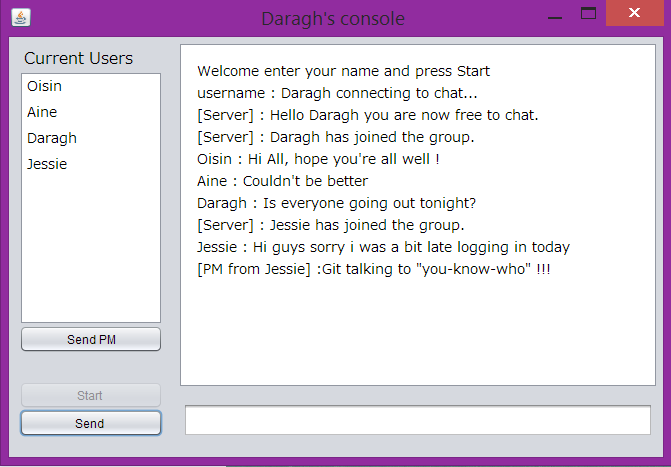 Daragh's console
Current Users
Oisin
Aine
Daragh
Jessie
Send PM
Start
Send
Welcome enter your name and press Start
username : Daragh connecting to chat...
[Server] : Hello Daragh you are now free to chat.
[Server] : Daragh has joined the group.
Oisin : Hi All, hope you're all well !
Aine : Couldn't be better
Daragh : Is everyone going out tonight?
[Server] : Jessie has joined the group.
Jessie : Hi guys sorry i was a bit late logging in today
[PM from Jessie] :Git talking to "you-know-who" !!!